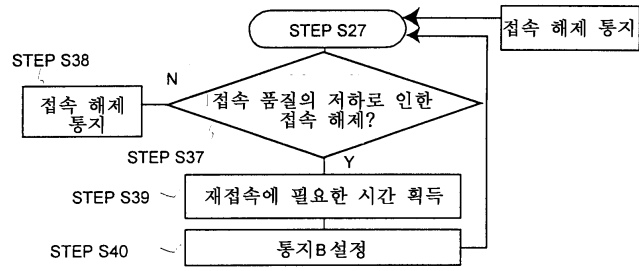 STEP S27
접속 해제 통지
STEP S38
N
접속 해제
통지
접속 품질의 저하로 인한
접속 해제?
STEP S37
Y
STEP S39
재접속에 필요한 시간 획득
STEP S40
통지B 설정